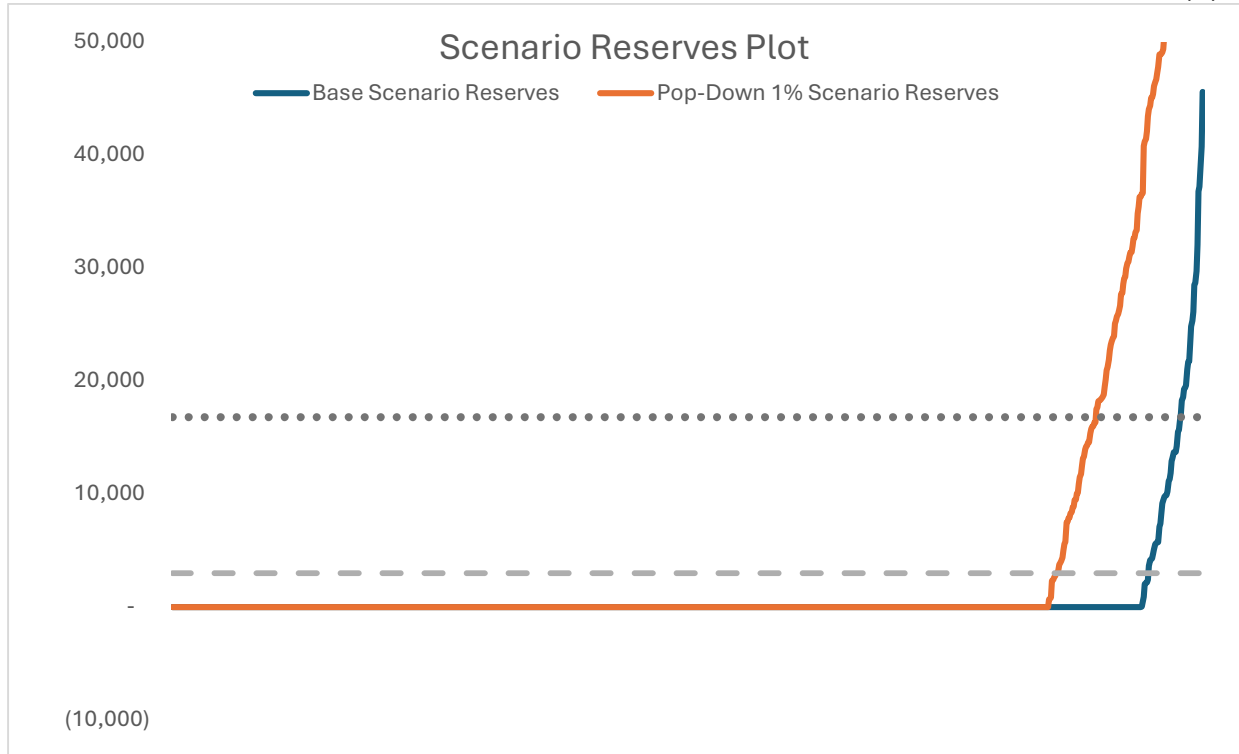 Scenario Reserves Plot
Base Scenario Reserves
Pop-Down 1% Scenario Reserves
50,000
40,000
30,000
20,000
10,000
-
(10,000)